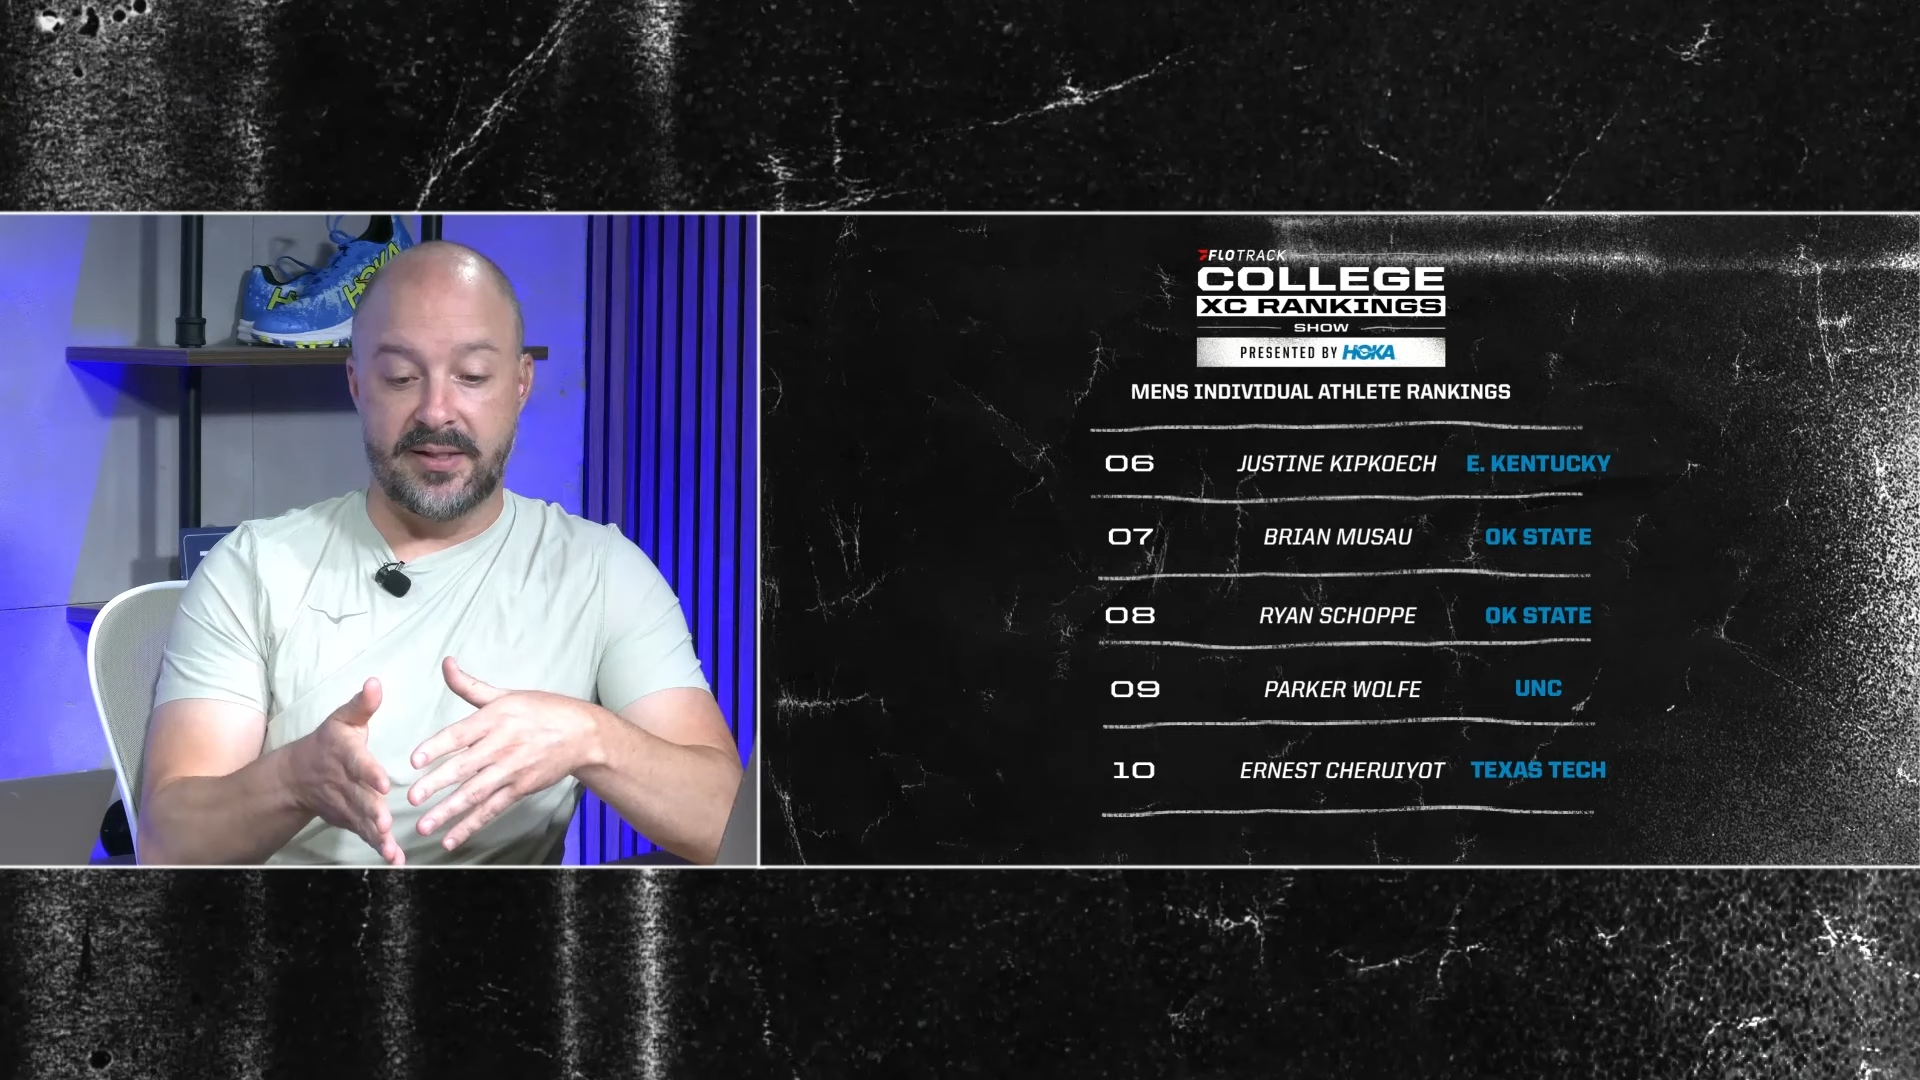 HOKA
FLOTRACK
COLLEGE
XC RANKINGS
SHOW
PRESENTED BY HOKA
MENS INDIVIDUAL ATHLETE RANKINGS
06 JUSTINE KIPKOECH E. KENTUCKY
07 BRIAN MUSAU OK STATE
08 RYAN SCHOPPE OK STATE
09 PARKER WOLFE UNC
10 ERNEST CHERUIYOT TEXAS TECH